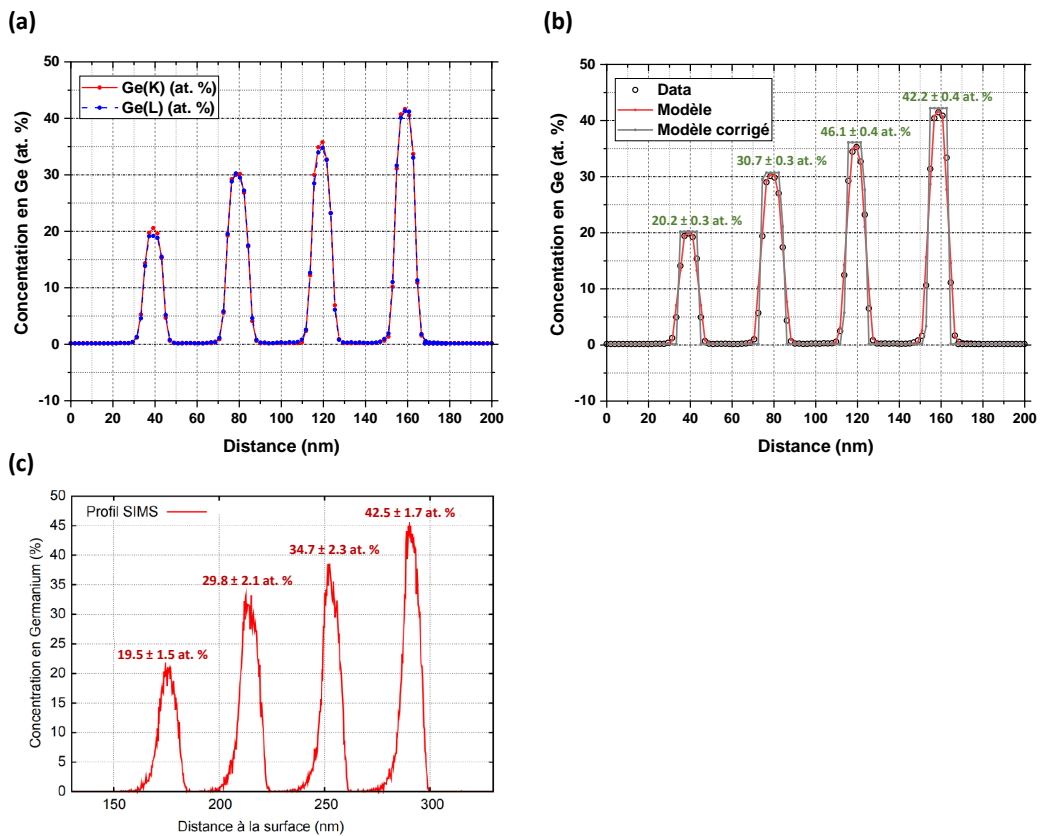 (a)
50
40
30
20
10
0
-10
Concentration en Ge (at. %)
Ge(K) (at. %)
Ge(L) (at. %)
0 20 40 60 80 100 120 140 160 180 200
Distance (nm)
(b)
50
40
30
20
10
0
-10
Concentration en Ge (at. %)
Data
Modèle
Modèle corrigé
20.2 ± 0.3 at. %
30.7 ± 0.3 at. %
46.1 ± 0.4 at. %
42.2 ± 0.4 at. %
0 20 40 60 80 100 120 140 160 180 200
Distance (nm)
(c)
50
45
40
35
30
25
20
15
10
5
0
Concentration en Germanium (%)
Profil SIMS
19.5 ± 1.5 at. %
29.8 ± 2.1 at. %
34.7 ± 2.3 at. %
42.5 ± 1.7 at. %
150 200 250 300
Distance à la surface (nm)